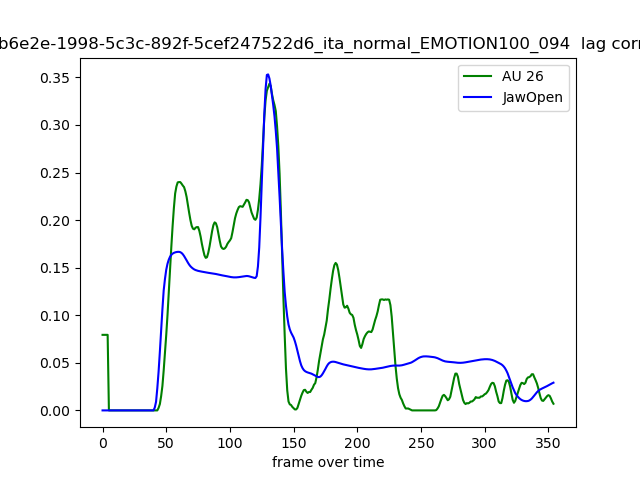 b6e2e-1998-5c3c-892f-5cef247522d6_ita_normal_EMOTION100_094 lag corr
AU 26
JawOpen
0.35
0.30
0.25
0.20
0.15
0.10
0.05
0.00
0 50 100 150 200 250 300 350
frame over time